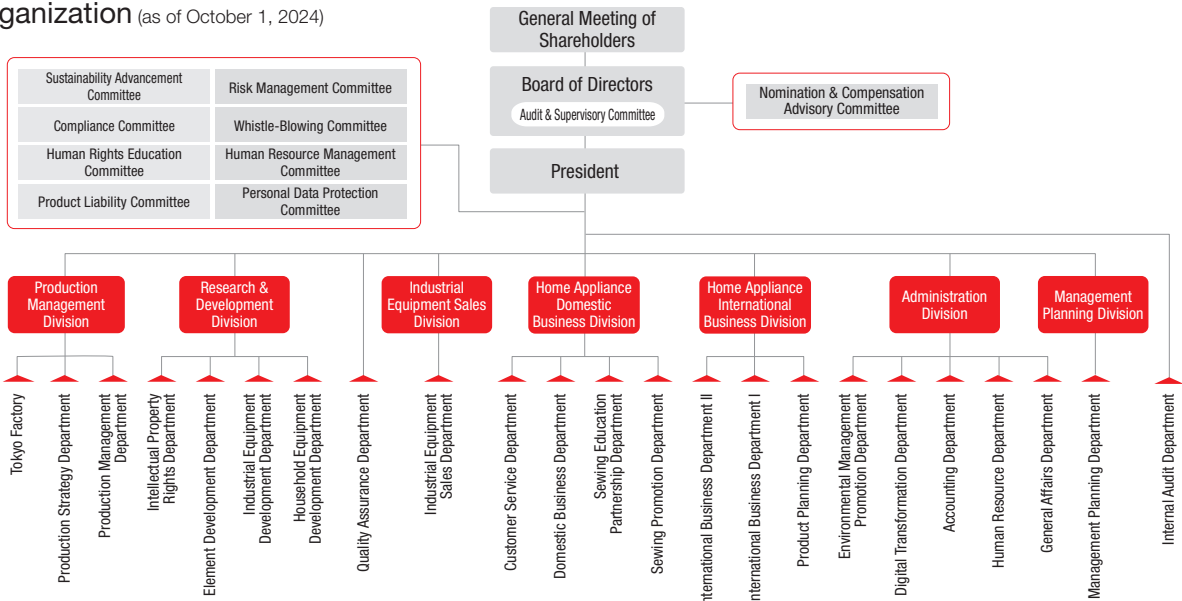 ganization (as of October 1, 2024)
General Meeting of
Shareholders
Board of Directors
Audit & Supervisory Committee
President
Nomination & Compensation
Advisory Committee
Sustainability Advancement
Committee
Risk Management Committee
Compliance Committee
Whistle-Blowing Committee
Human Rights Education
Committee
Human Resource Management
Committee
Product Liability Committee
Personal Data Protection
Committee
Production
Management
Division
Research &
Development
Division
Industrial
Equipment Sales
Division
Home Appliance
Domestic
Business Division
Home Appliance
International
Business Division
Administration
Division
Management
Planning Division
Tokyo Factory
Production Strategy Department
Production Management
Department
Intellectual Property
Rights Department
Element Development Department
Industrial Equipment
Development Department
Household Equipment
Development Department
Quality Assurance Department
Industrial Equipment
Sales Department
Customer Service Department
Domestic Business Department
Sewing Education
Partnership Department
Sewing Promotion Department
nternational Business Department II
nternational Business Department I
Product Planning Department
Environmental Management
Promotion Department
Digital Transformation Department
Accounting Department
Human Resource Department
General Affairs Department
Management Planning Department
Internal Audit Department